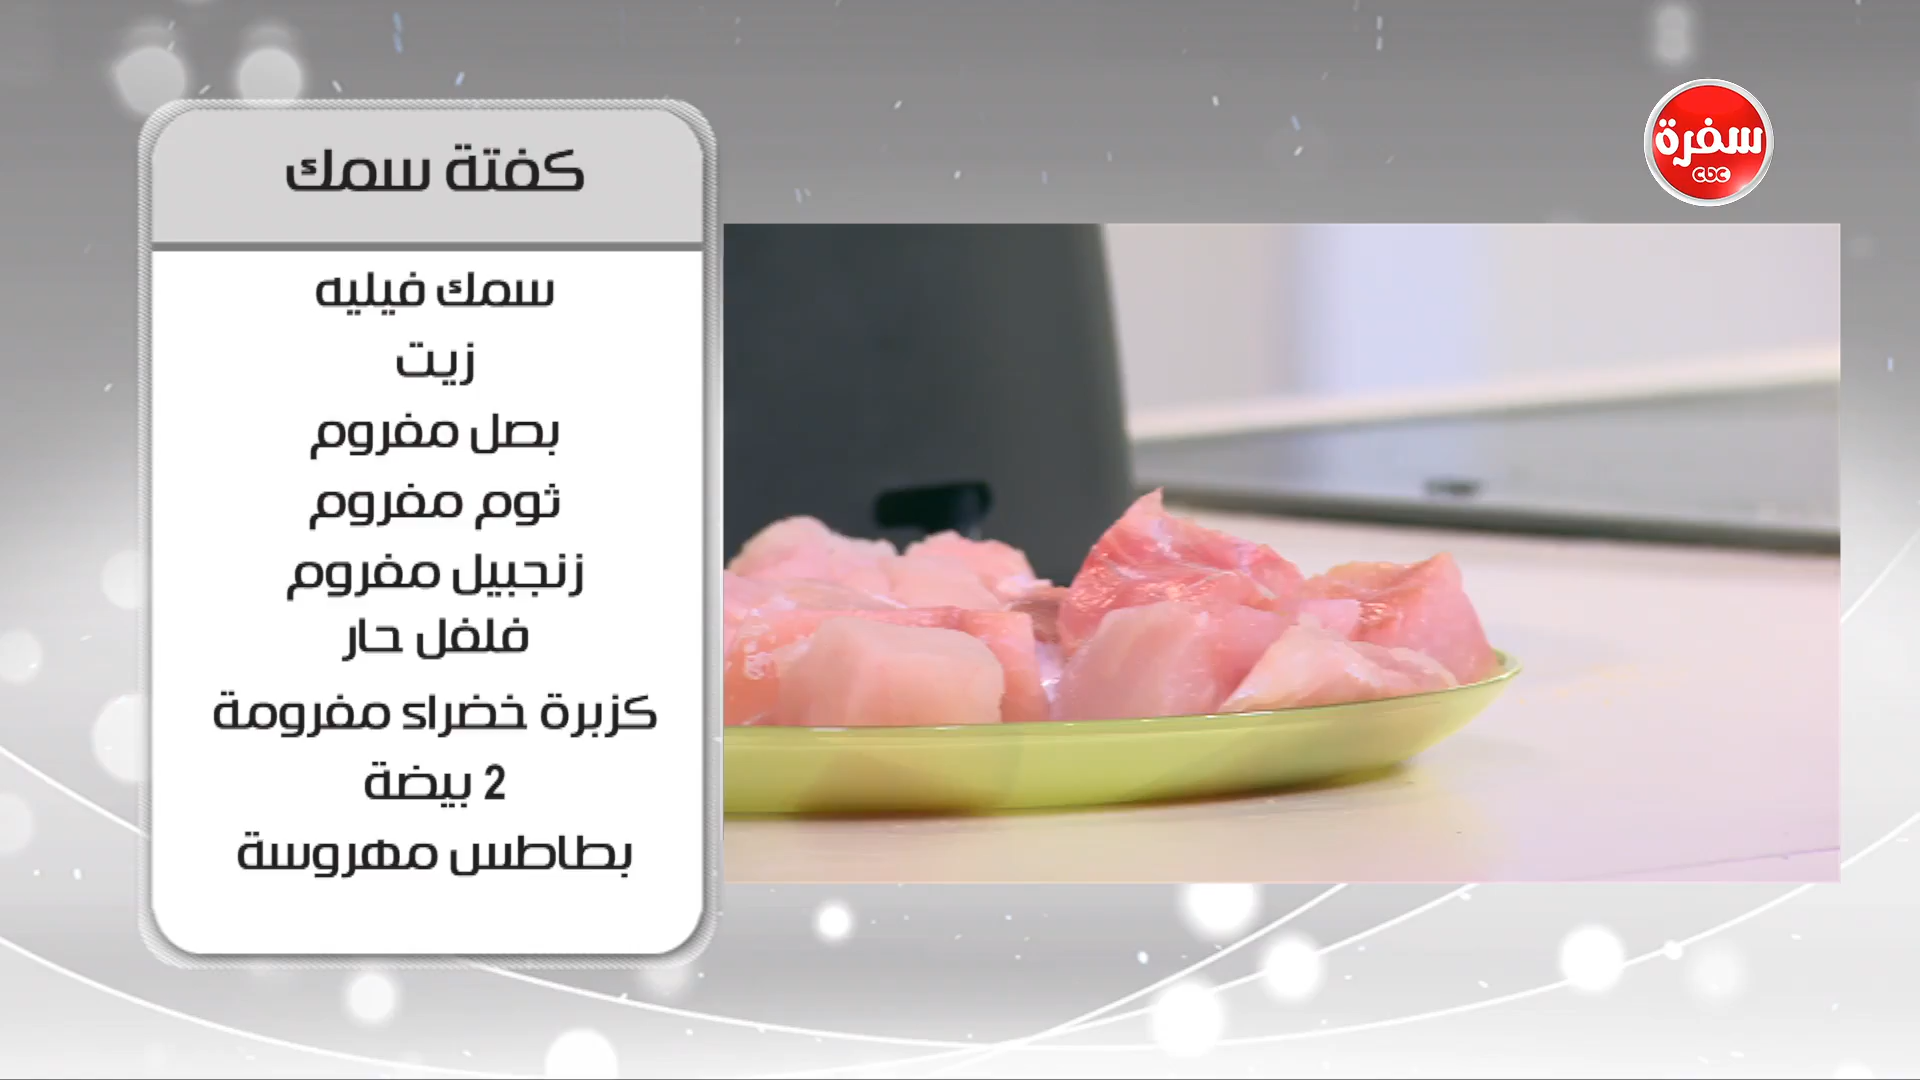 كفتة سمك
سمك فيليه
زيت
بصل مفروم
ثوم مفروم
زنجبيل مفروم
فلفل حار
كزبرة خضراء مفرومة
2 بيضة
بطاطس مهروسة
سفرة
cbc